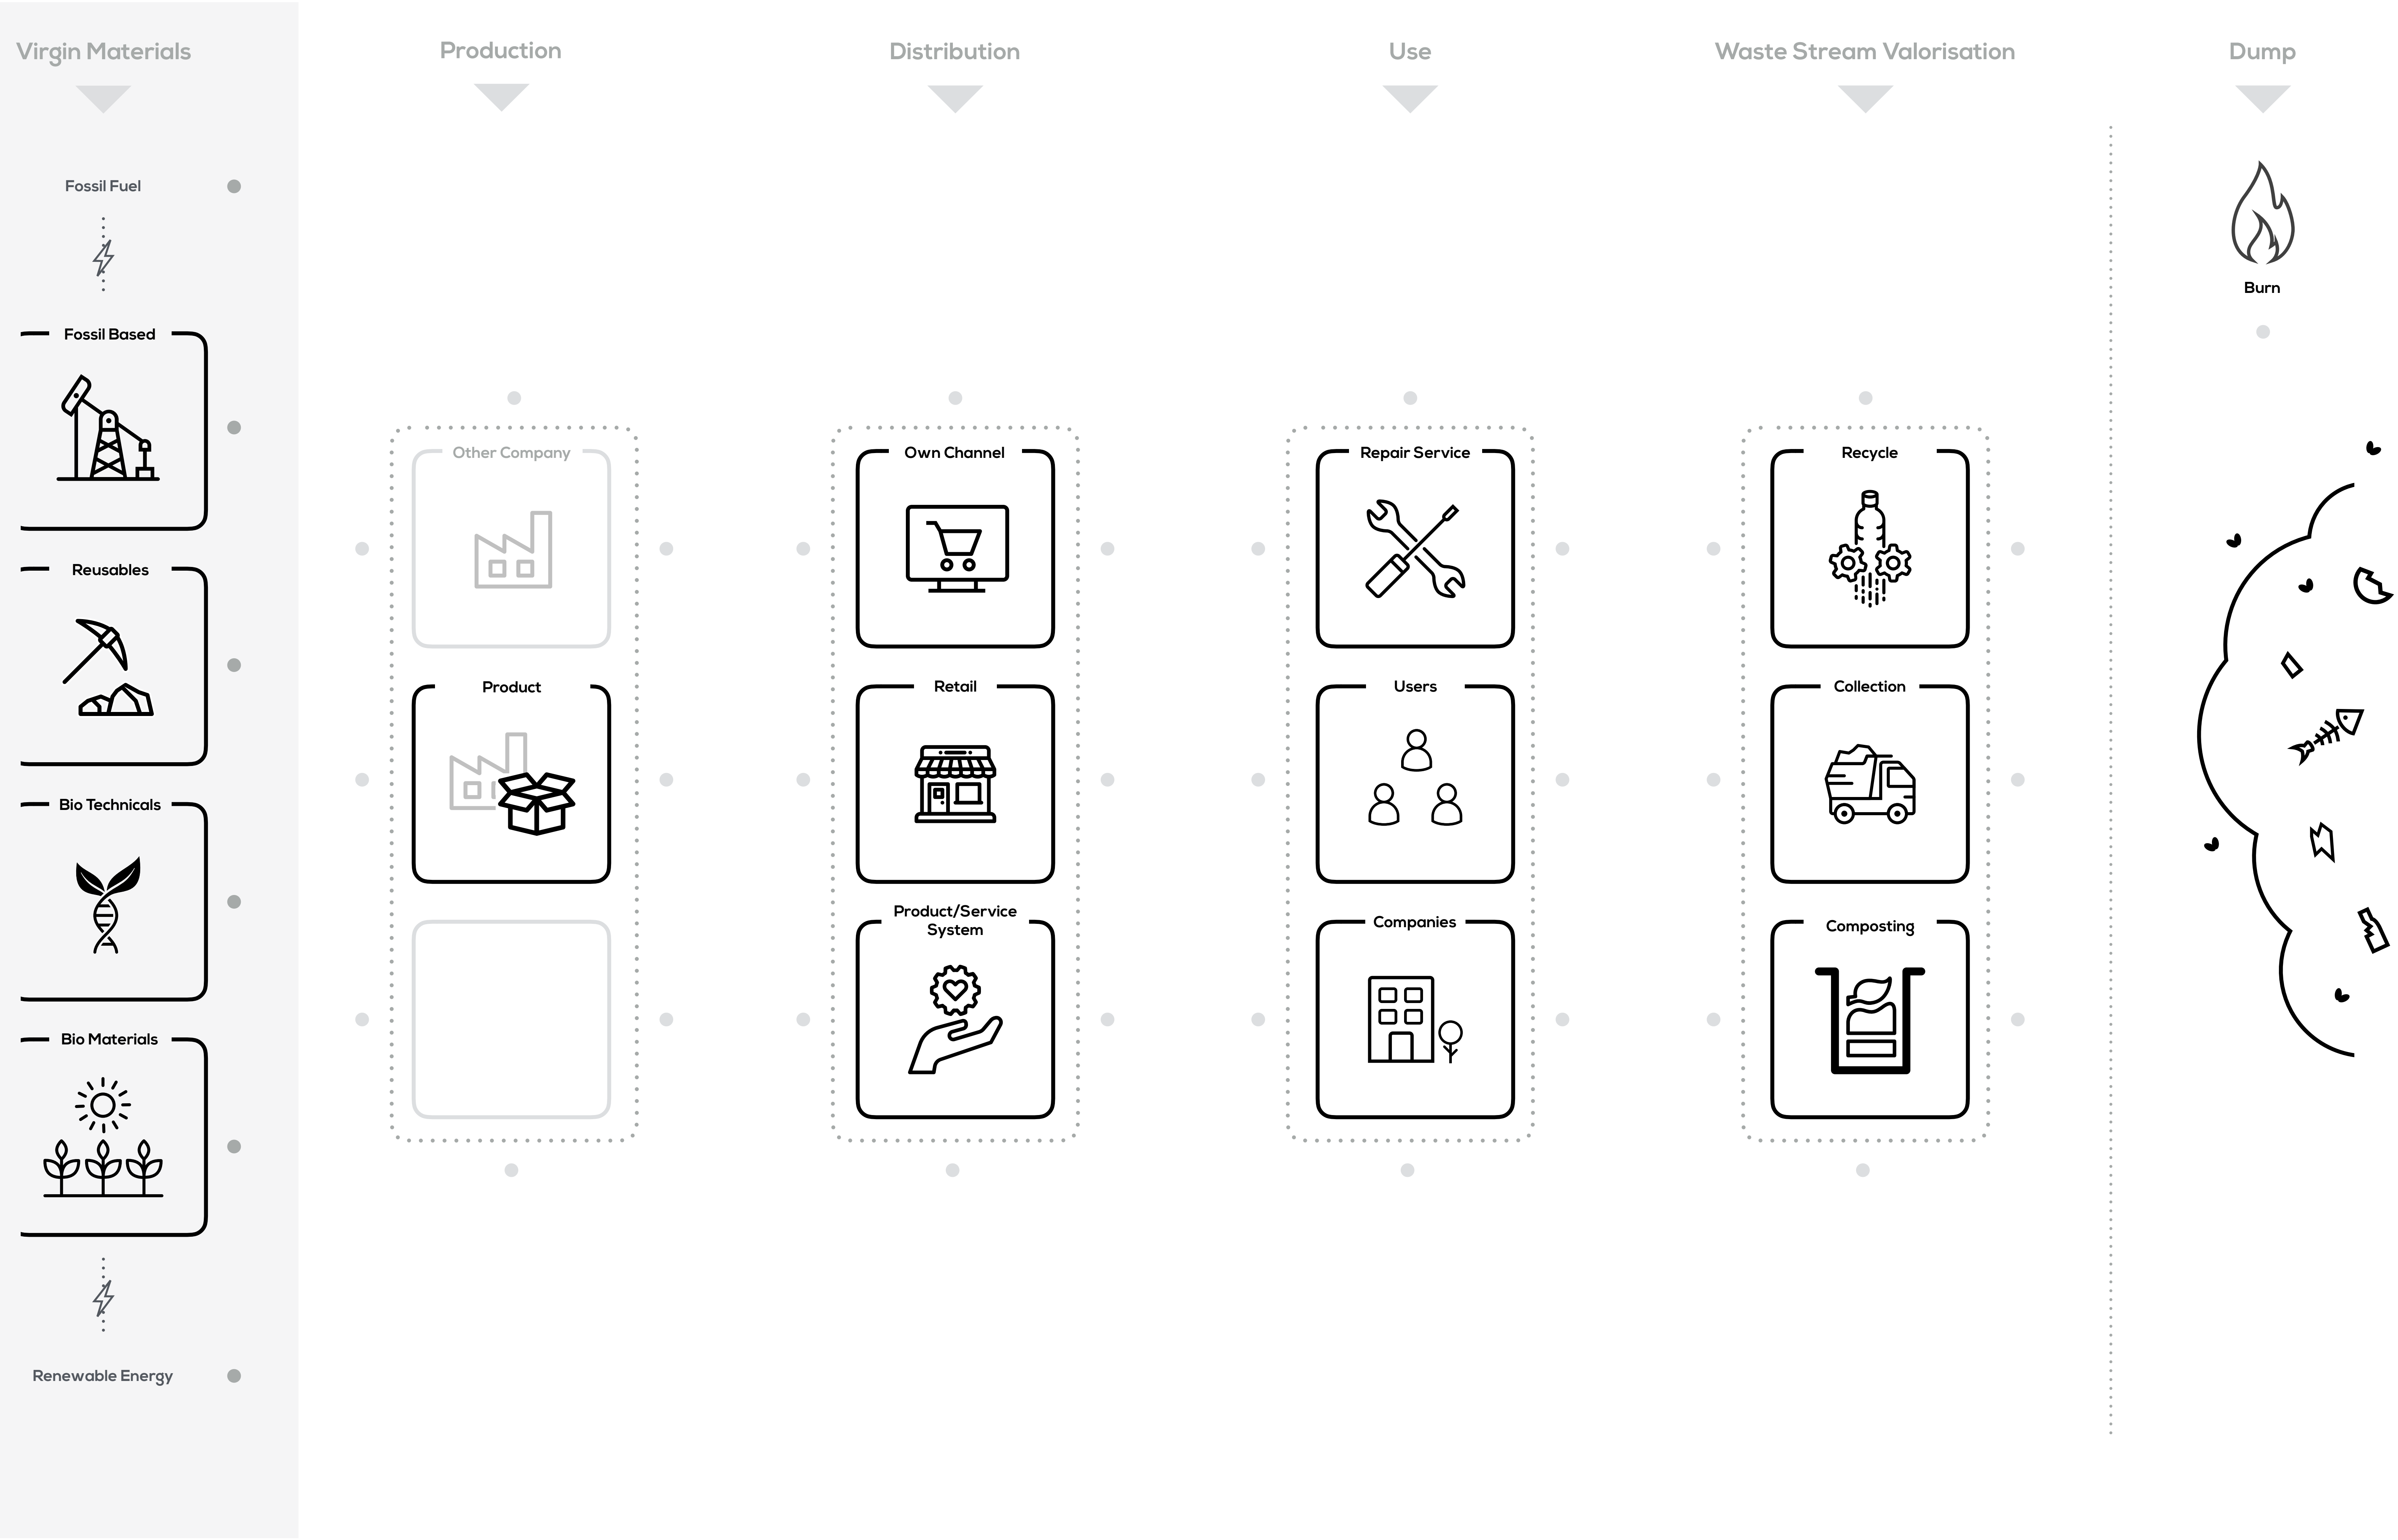 Virgin Materials
Production
Distribution
Use
Waste Stream Valorisation
Dump
Fossil Fuel
Fossil Based
Reusables
Bio Technicals
Bio Materials
Renewable Energy
Other Company
Product
Own Channel
Retail
Product/Service
System
Repair Service
Users
Companies
Recycle
Collection
Composting
Burn